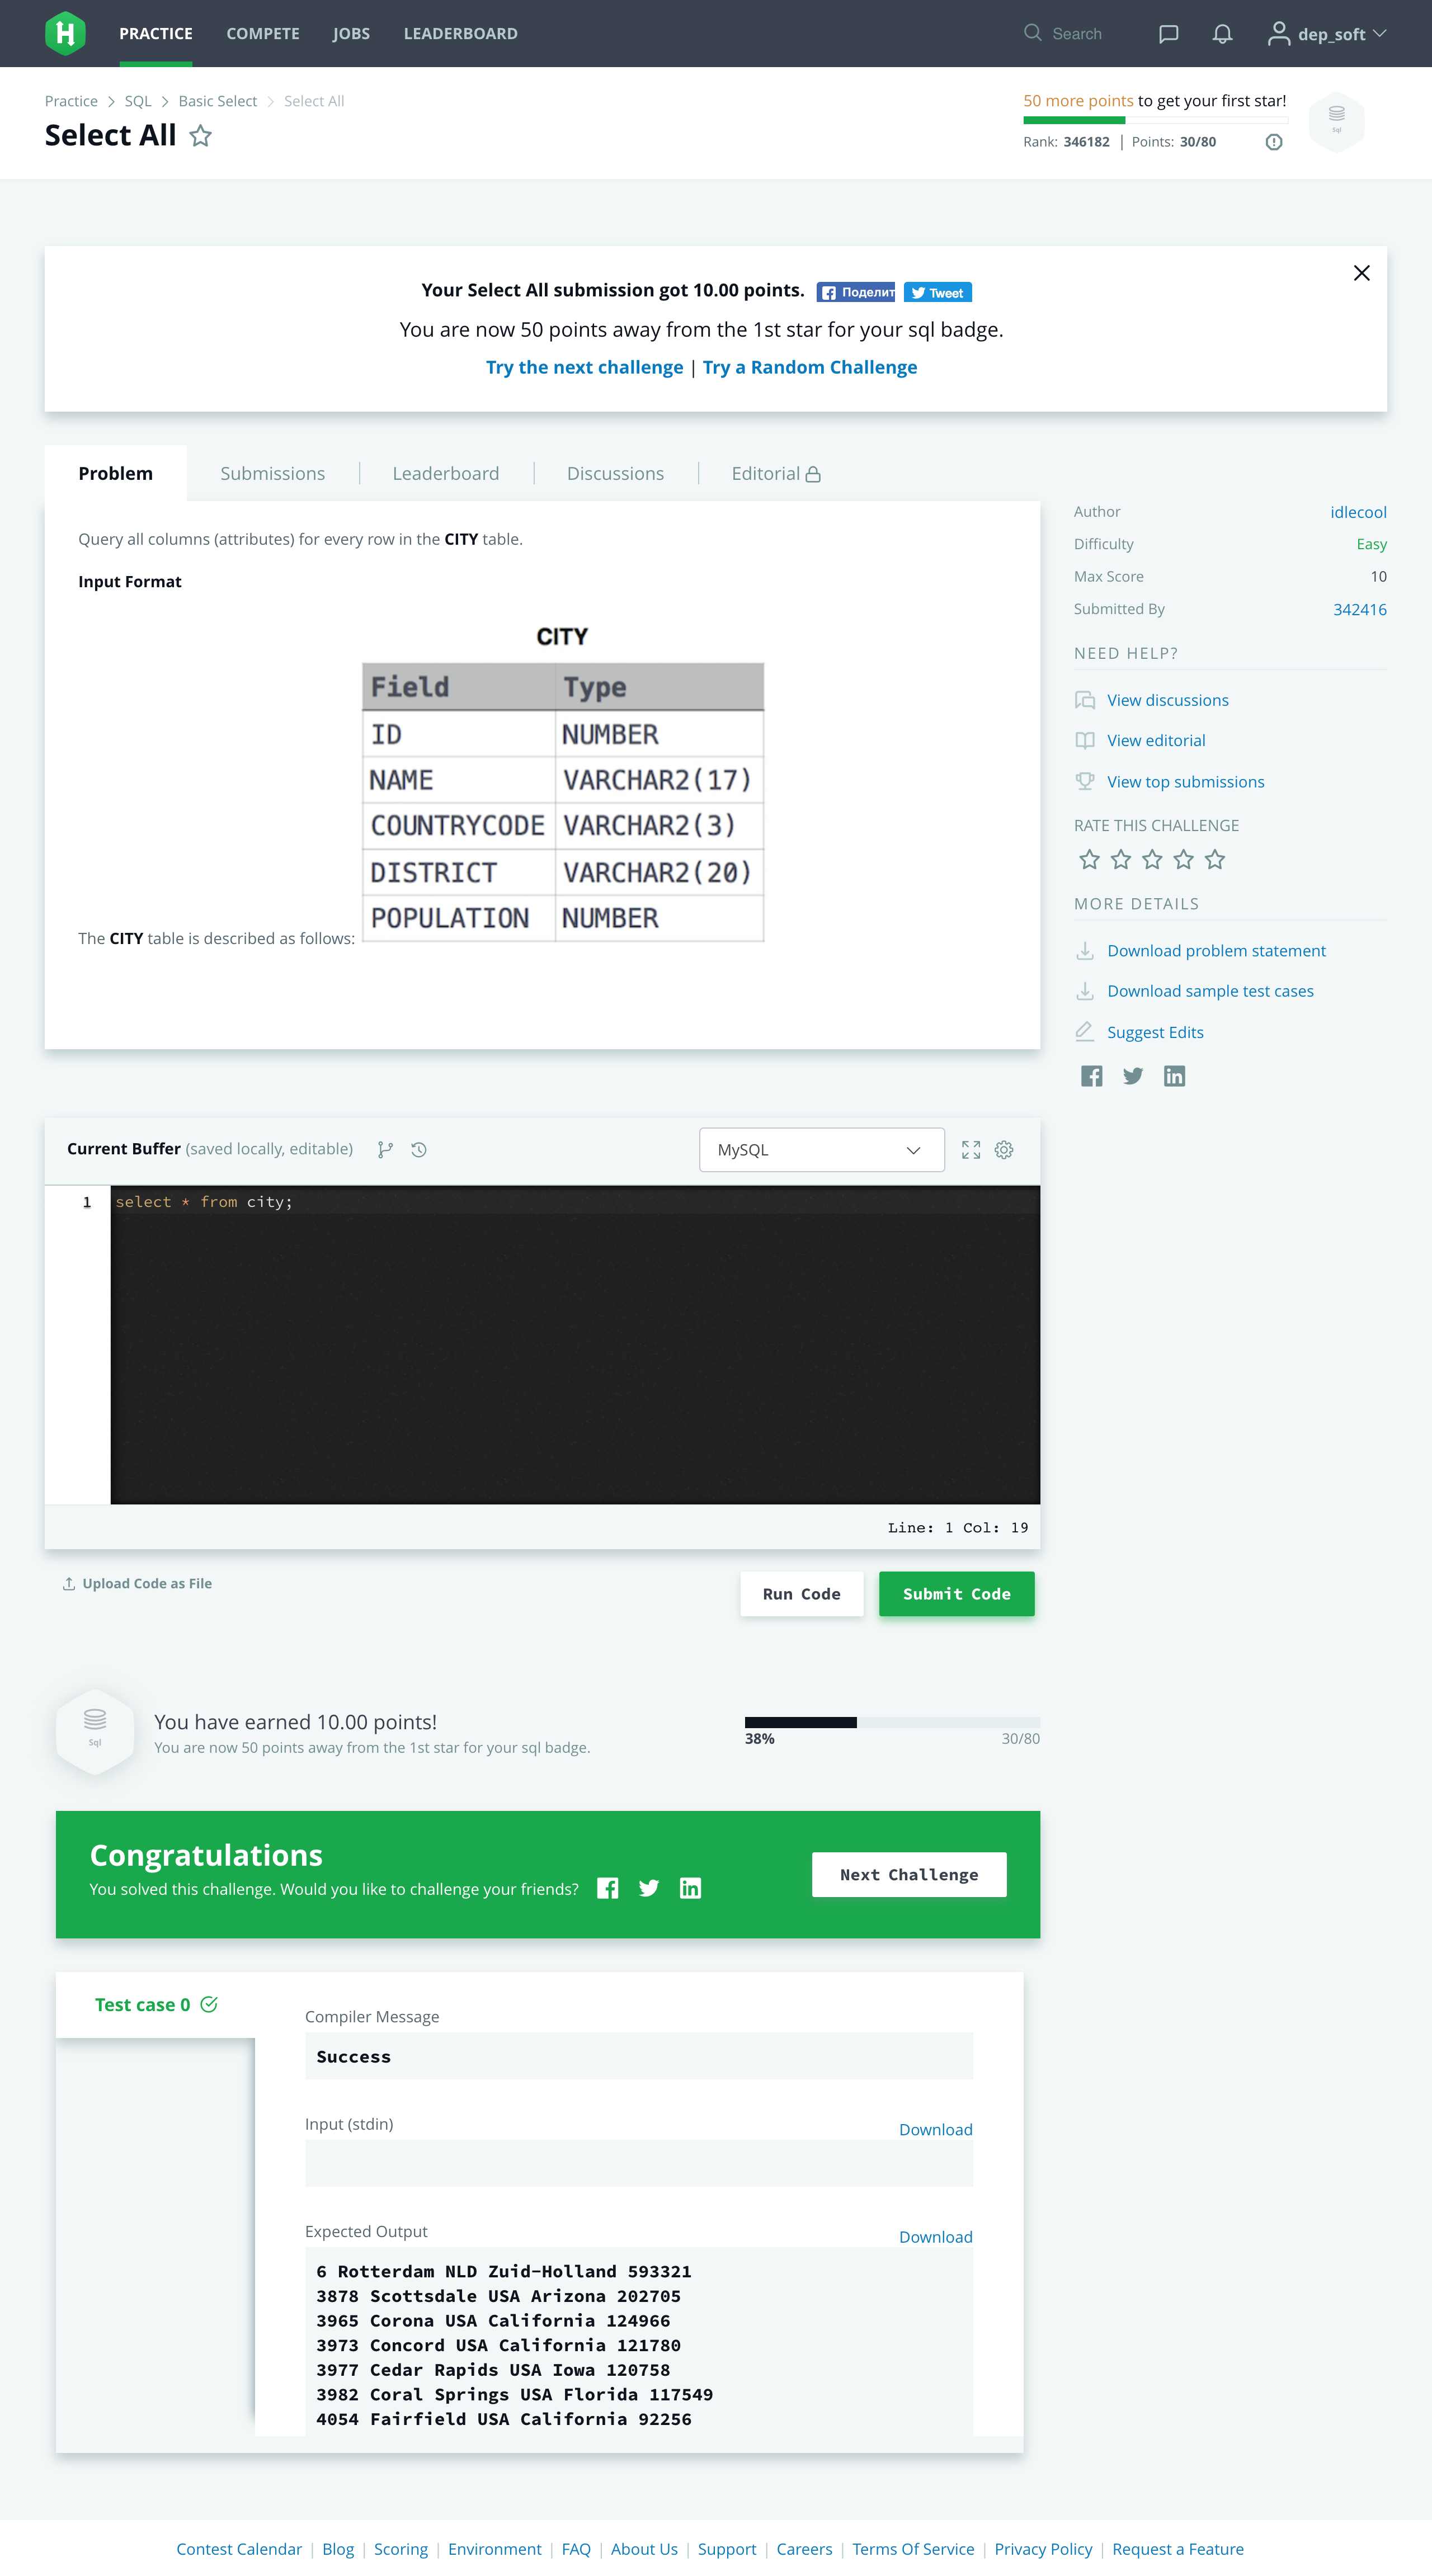 PRACTICE COMPETE JOBS LEADERBOARD Search dep_soft
Practice > SQL > Basic Select > Select All
Select All
50 more points to get your first star!
Rank: 346182 | Points: 30/80
Sql
Your Select All submission got 10.00 points. Поделит Tweet
You are now 50 points away from the 1st star for your sql badge.
Try the next challenge | Try a Random Challenge
Problem Submissions Leaderboard Discussions Editorial
Query all columns (attributes) for every row in the CITY table.
Input Format
CITY
Field Type
ID NUMBER
NAME VARCHAR2(17)
COUNTRYCODE VARCHAR2(3)
DISTRICT VARCHAR2(20)
POPULATION NUMBER
The CITY table is described as follows:
Author idlecool
Difficulty Easy
Max Score 10
Submitted By 342416
NEED HELP?
View discussions
View editorial
View top submissions
RATE THIS CHALLENGE
MORE DETAILS
Download problem statement
Download sample test cases
Suggest Edits
Current Buffer (saved locally, editable) MySQL
1 select * from city;
Line: 1 Col: 19
Upload Code as File Run Code Submit Code
Sql
You have earned 10.00 points!
You are now 50 points away from the 1st star for your sql badge.
38% 30/80
Congratulations
You solved this challenge. Would you like to challenge your friends?
Next Challenge
Test case 0
Compiler Message
Success
Input (stdin) Download
Expected Output Download
6 Rotterdam NLD Zuid-Holland 593321
3878 Scottsdale USA Arizona 202705
3965 Corona USA California 124966
3973 Concord USA California 121780
3977 Cedar Rapids USA Iowa 120758
3982 Coral Springs USA Florida 117549
4054 Fairfield USA California 92256
Contest Calendar | Blog | Scoring | Environment | FAQ | About Us | Support | Careers | Terms Of Service | Privacy Policy | Request a Feature